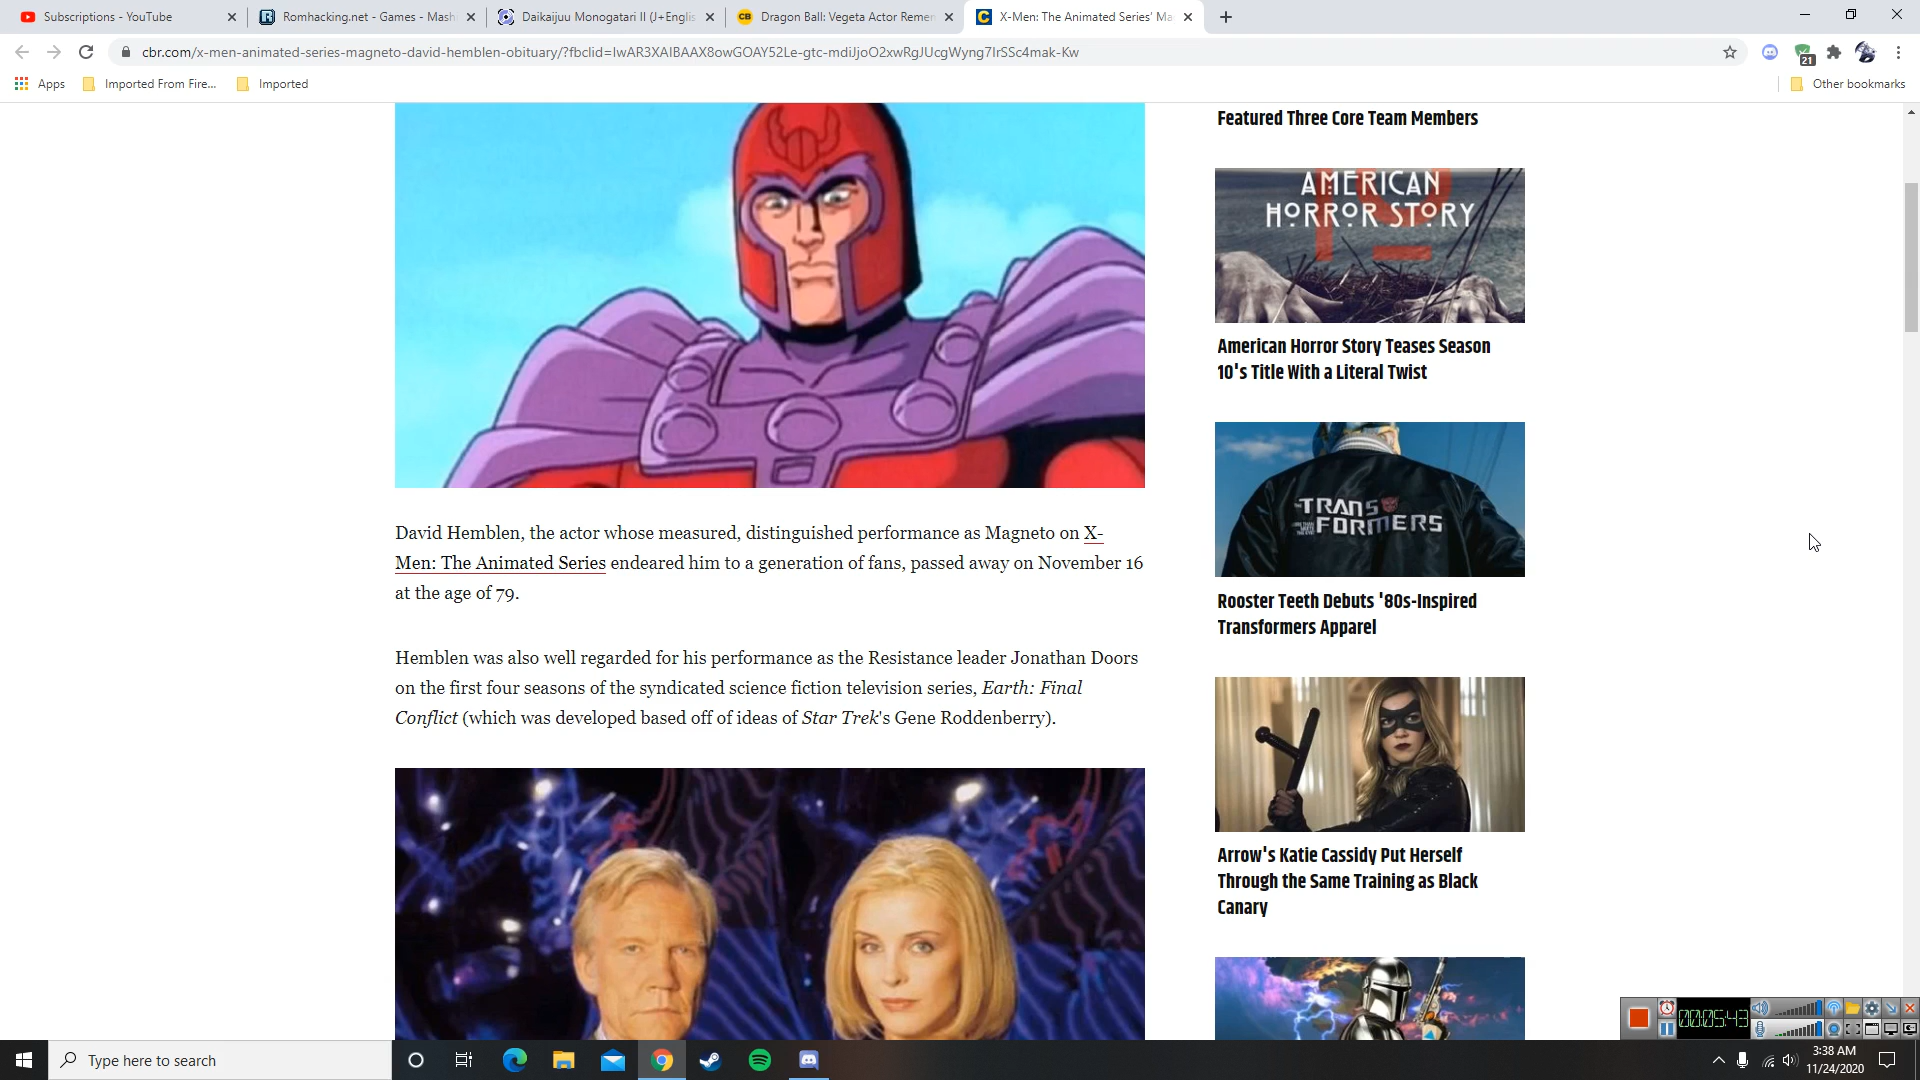 Subscriptions - YouTube
Romhacking.net - Games - Mash
Daikaijuu Monogatari II (J+Englis
Dragon Ball: Vegeta Actor Remem
X-Men: The Animated Series' Ma
cbr.com/x-men-animated-series-magneto-david-hemblen-obituary/?fbclid=IwAR3XAIBAAX8owGOAY52Le-gtc-mdiJjoO2xwRgJUcgWyng7IrSSc4mak-Kw
21
Apps
Imported From Fire...
Imported
Other bookmarks
David Hemblen, the actor whose measured, distinguished performance as Magneto on X-
Men: The Animated Series endeared him to a generation of fans, passed away on November 16
at the age of 79.
Hemblen was also well regarded for his performance as the Resistance leader Jonathan Doors
on the first four seasons of the syndicated science fiction television series, Earth: Final
Conflict (which was developed based off of ideas of Star Trek's Gene Roddenberry).
Featured Three Core Team Members
AMERICAN
HORROR STORY
American Horror Story Teases Season
10's Title With a Literal Twist
TRANS
FORMERS
Rooster Teeth Debuts '80s-Inspired
Transformers Apparel
Arrow's Katie Cassidy Put Herself
Through the Same Training as Black
Canary
00:05:43
Type here to search
3:38 AM
11/24/2020